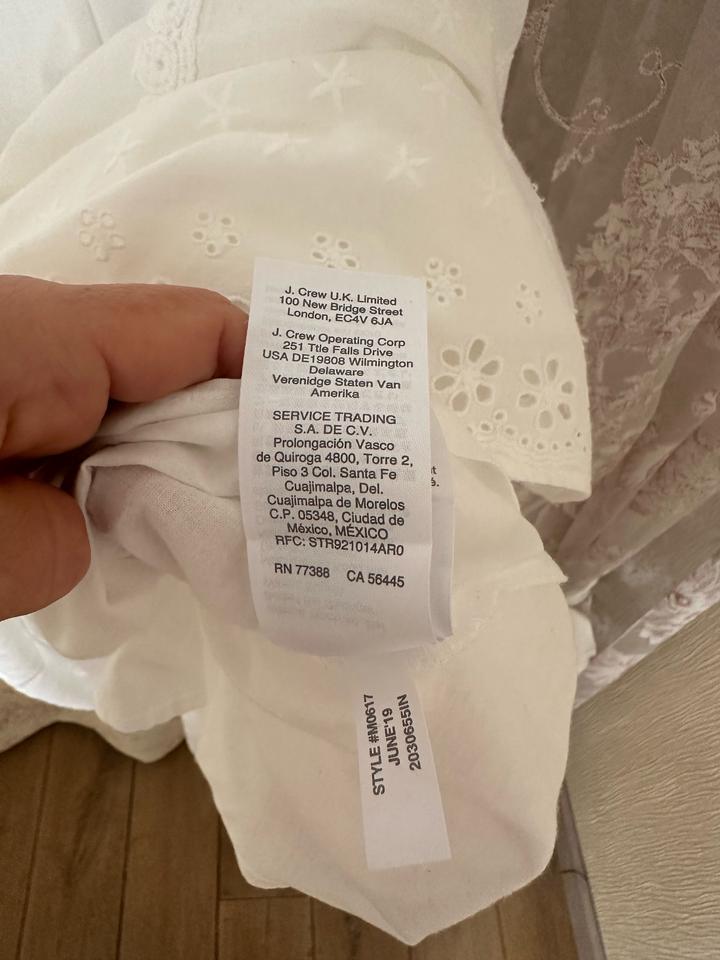 J. Crew U.K. Limited
100 New Bridge Street
London, EC4V 6JA
J. Crew Operating Corp
251 Ttle Falls Drive
USA DE19808 Wilmington
Delaware
Verenidge Staten Van
Amerika
SERVICE TRADING
S.A. DE C.V.
Prolongación Vasco
de Quiroga 4800, Torre 2,
Piso 3 Col. Santa Fe
Cuajimalpa, Del.
Cuajimalpa de Morelos
C.P. 05348, Ciudad de
México, MÉXICO
RFC: STR921014AR0
RN 77388 CA 56445
STYLE #M0617
JUNE'19
2030655IN